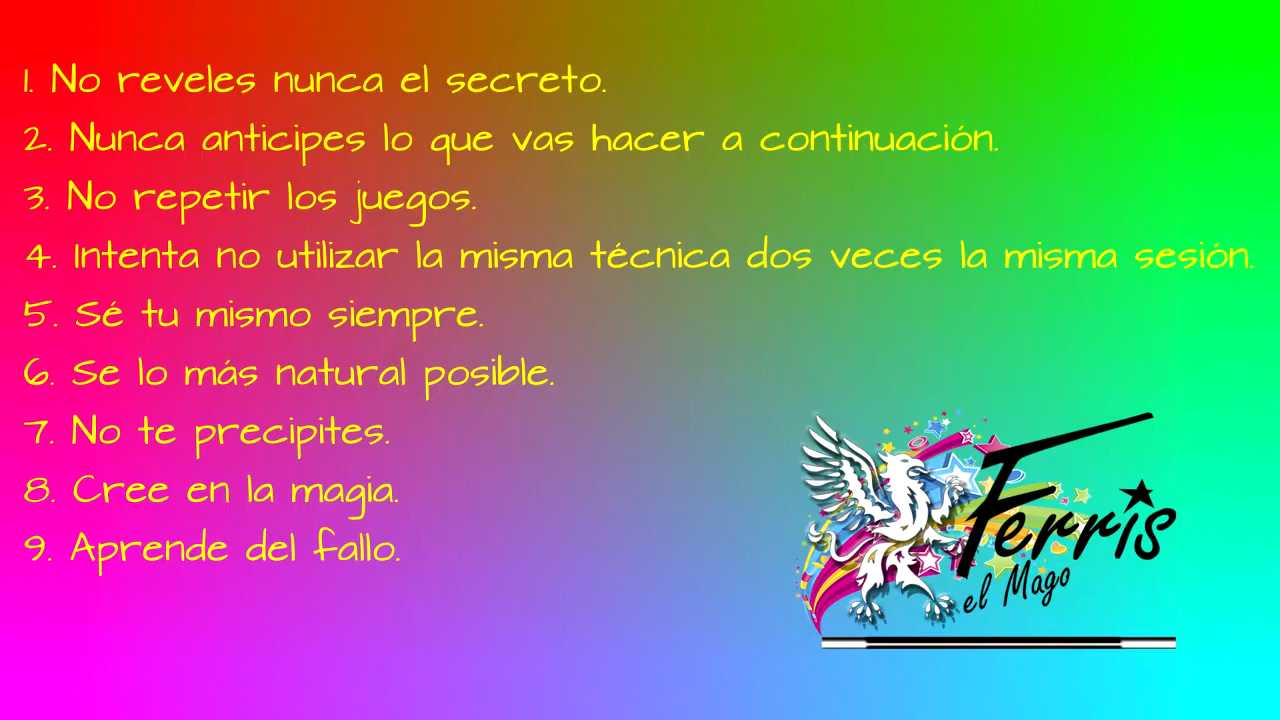 1. No reveles nunca el secreto.
2. Nunca anticipes lo que vas hacer a continuación.
3. No repetir los juegos.
4. Intenta no utilizar la misma técnica dos veces la misma sesión.
5. Sé tu mismo siempre.
6. Se lo más natural posible.
7. No te precipites.
8. Cree en la magia.
9. Aprende del fallo.
Ferris
el Mago